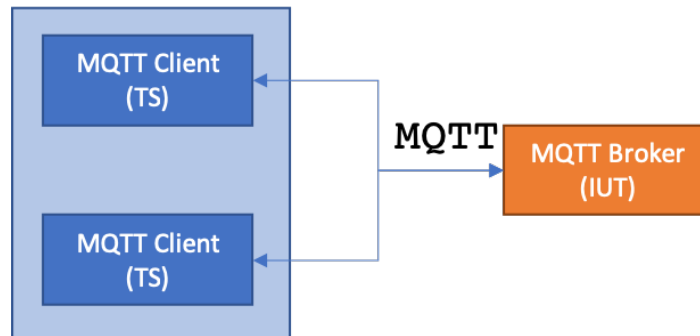 MQTT Client
(TS)
MQTT
MQTT Broker
(IUT)
MQTT Client
(TS)